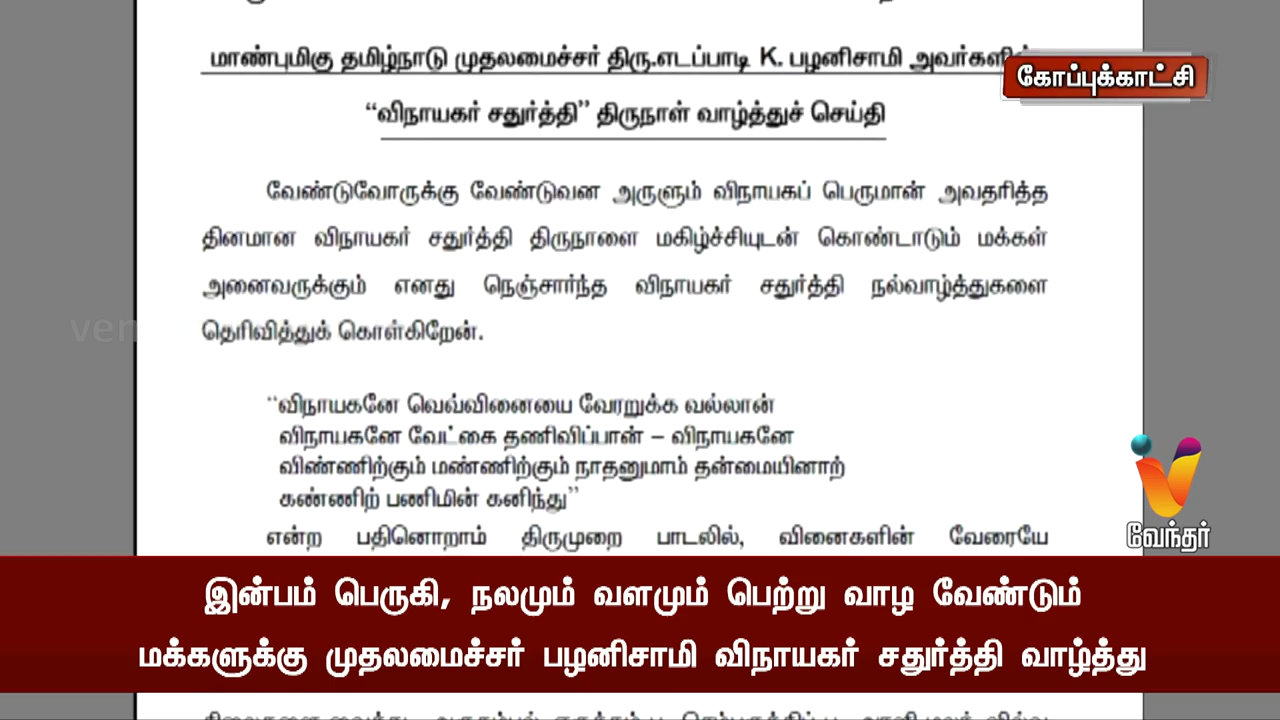 மாண்புமிகு தமிழ்நாடு முதலமைச்சர் திரு.எடப்பாடி K. பழனிசாமி
கோப்புக்காட்சி
“விநாயகர் சதுர்த்தி” திருநாள் வாழ்த்துச் செய்தி
வேண்டுவோருக்கு வேண்டுவன அருளும் விநாயகப் பெருமான் அவதரித்த
தினமான விநாயகர் சதுர்த்தி திருநாளை மகிழ்ச்சியுடன் கொண்டாடும் மக்கள்
அனைவருக்கும் எனது நெஞ்சார்ந்த விநாயகர் சதுர்த்தி நல்வாழ்த்துகளை
தெரிவித்துக் கொள்கிறேன்.
“விநாயகனே வெவ்வினையை வேரறுக்க வல்லான்
விநாயகனே வேட்கை தணிவிப்பான் – விநாயகனே
விண்ணிற்கும் மண்ணிற்கும் நாதனுமாம் தன்மையினாற்
கண்ணிற் பணிமின் கனிந்து”
என்ற பதினொறாம் திருமுறை பாடலில், வினைகளின் வேரையே
வேந்தர்
இன்பம் பெருகி, நலமும் வளமும் பெற்று வாழ வேண்டும்
மக்களுக்கு முதலமைச்சர் பழனிசாமி விநாயகர் சதுர்த்தி வாழ்த்து